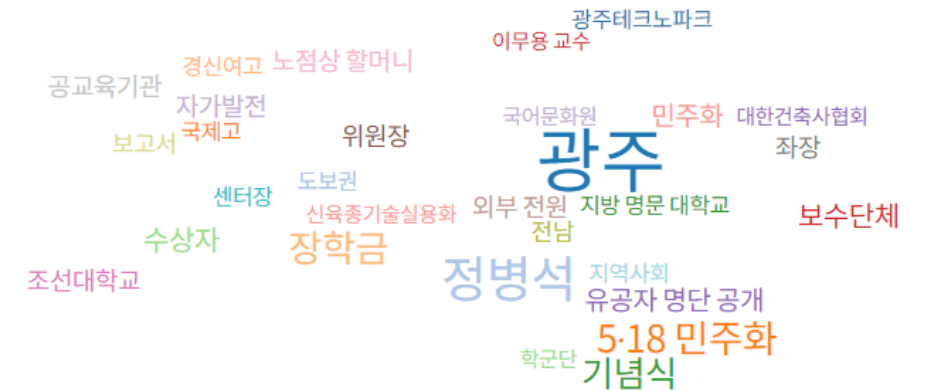 광주테크노파크
이무용 교수
경신여고
노점상 할머니
공교육기관
자가발전
국어문화원
민주화
대한건축사협회
보고서
국제고
위원장
광주
좌장
센터장
도보권
신육종기술실용화
외부 전원
지방 명문 대학교
보수단체
수상자
장학금
전남
조선대학교
정병석
지역사회
유공자 명단 공개
5·18 민주화
학군단
기념식